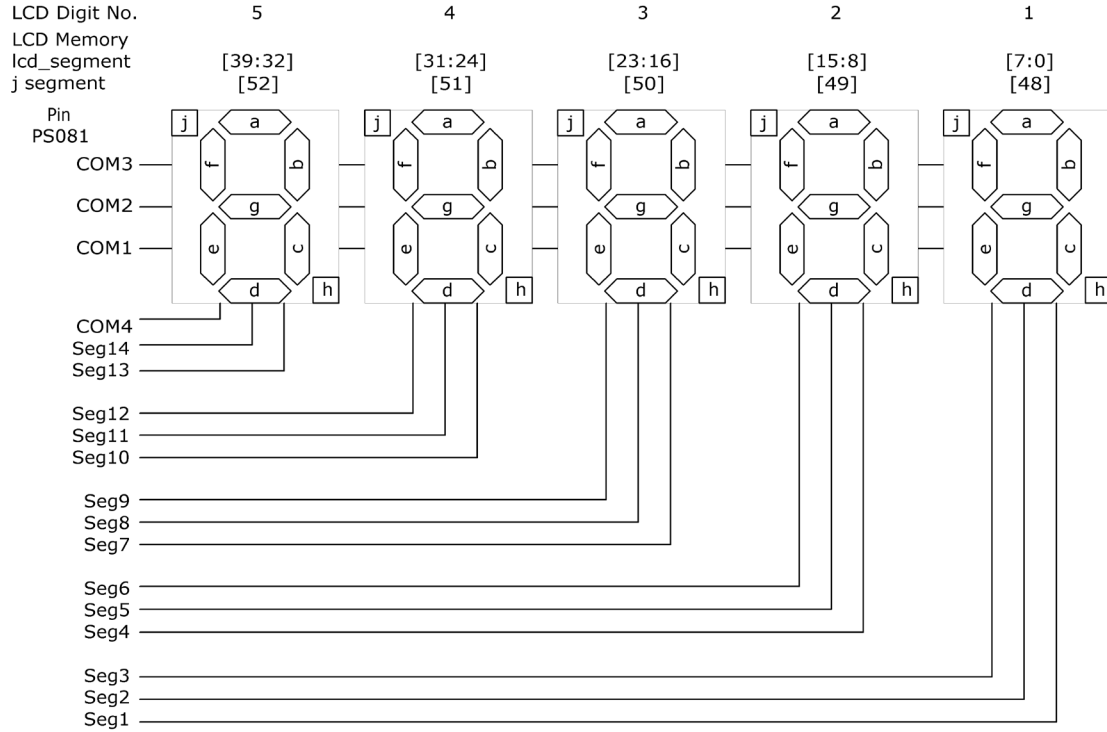 LCD Digit No. 5 4 3 2 1
LCD Memory
lcd_segment [39:32] [31:24] [23:16] [15:8] [7:0]
j segment [52] [51] [50] [49] [48]
Pin
PS081
j a j a j a j a j a
COM3 f b f b f b f b f b
COM2 g g g g g
COM1 e c e c e c e c e c
d h d h d h d h d h
COM4
Seg14
Seg13
Seg12
Seg11
Seg10
Seg9
Seg8
Seg7
Seg6
Seg5
Seg4
Seg3
Seg2
Seg1